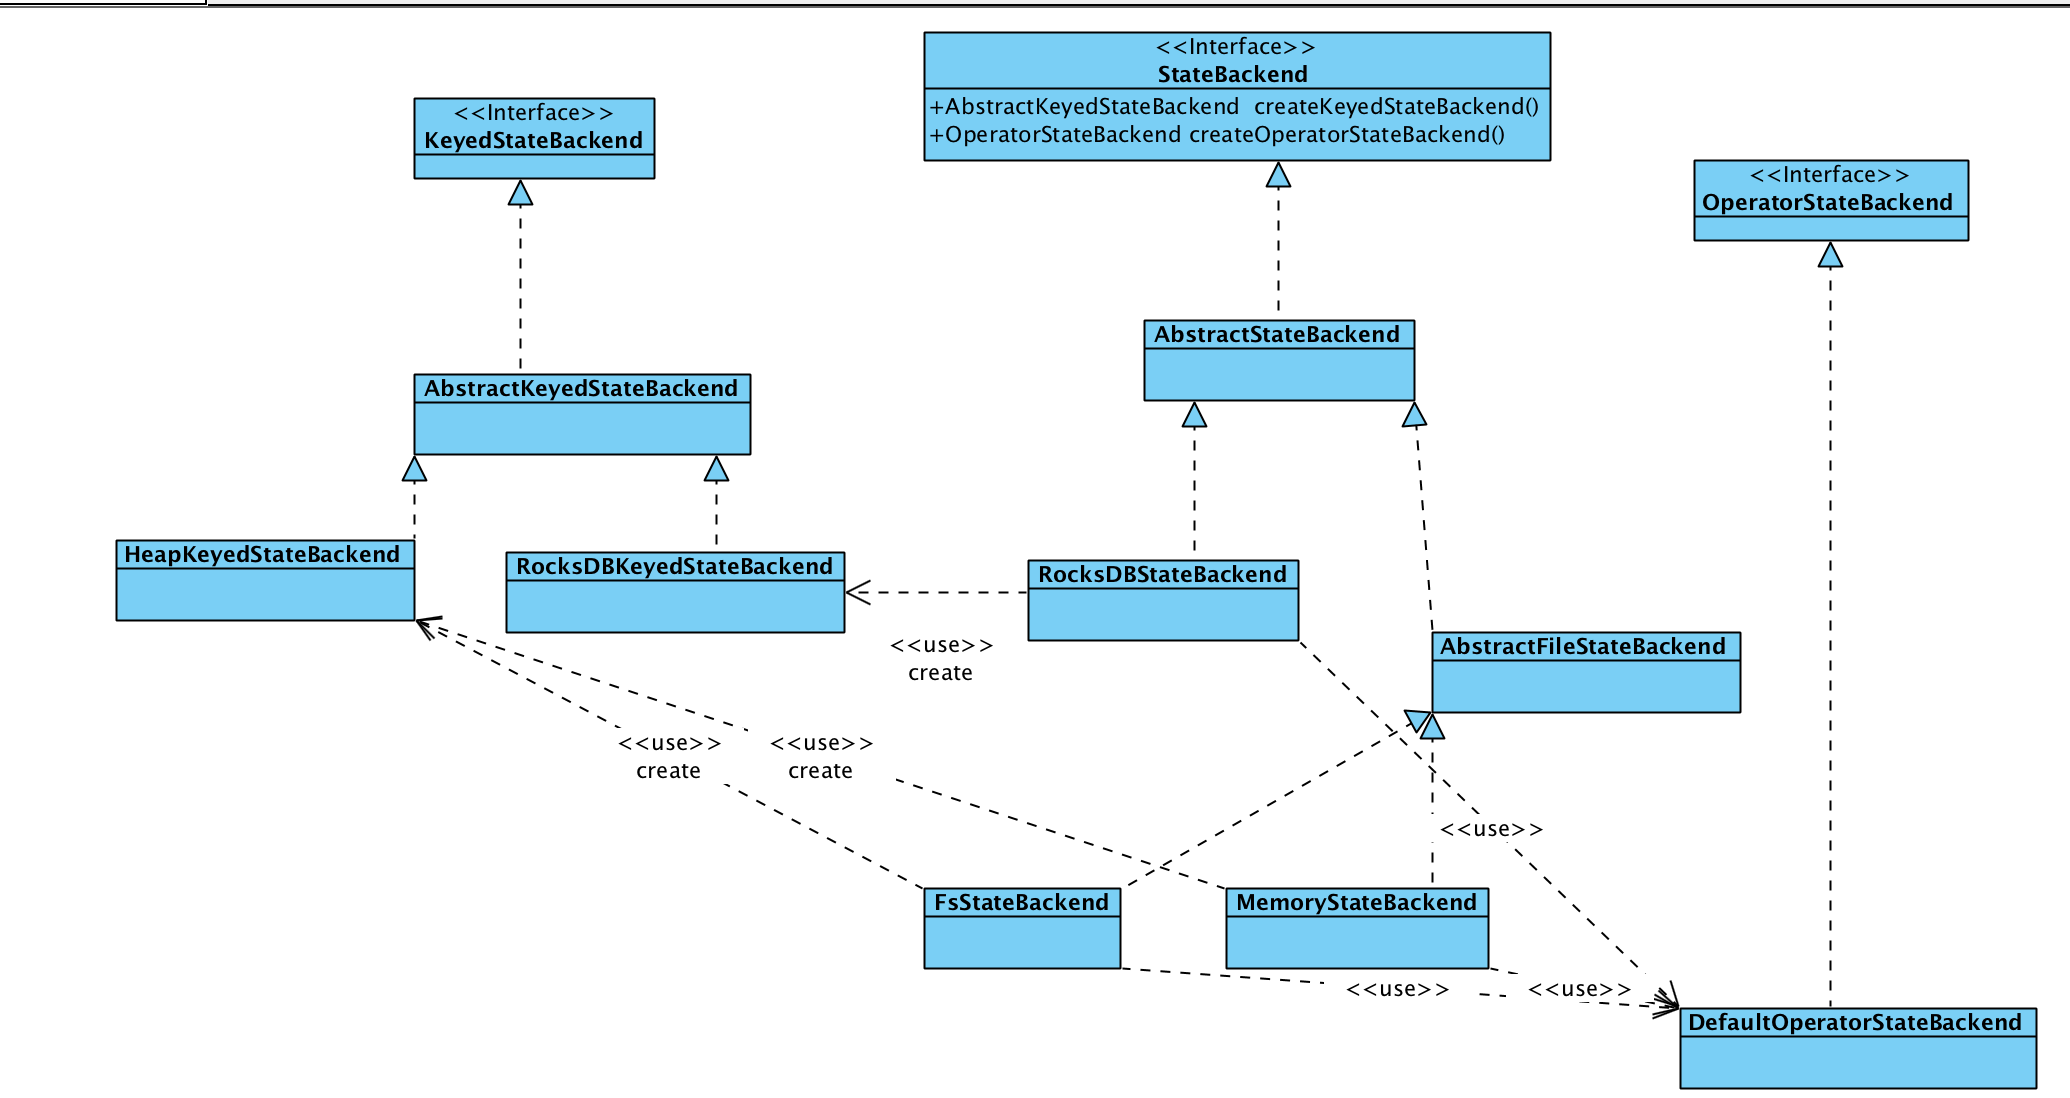 <<Interface>>
StateBackend
+AbstractKeyedStateBackend  createKeyedStateBackend()
+OperatorStateBackend createOperatorStateBackend()
<<Interface>>
KeyedStateBackend
<<Interface>>
OperatorStateBackend
AbstractStateBackend
AbstractKeyedStateBackend
HeapKeyedStateBackend
RocksDBKeyedStateBackend
RocksDBStateBackend
<<use>>
create
AbstractFileStateBackend
<<use>>
create
<<use>>
create
<<use>>
FsStateBackend
MemoryStateBackend
<<use>>
<<use>>
DefaultOperatorStateBackend